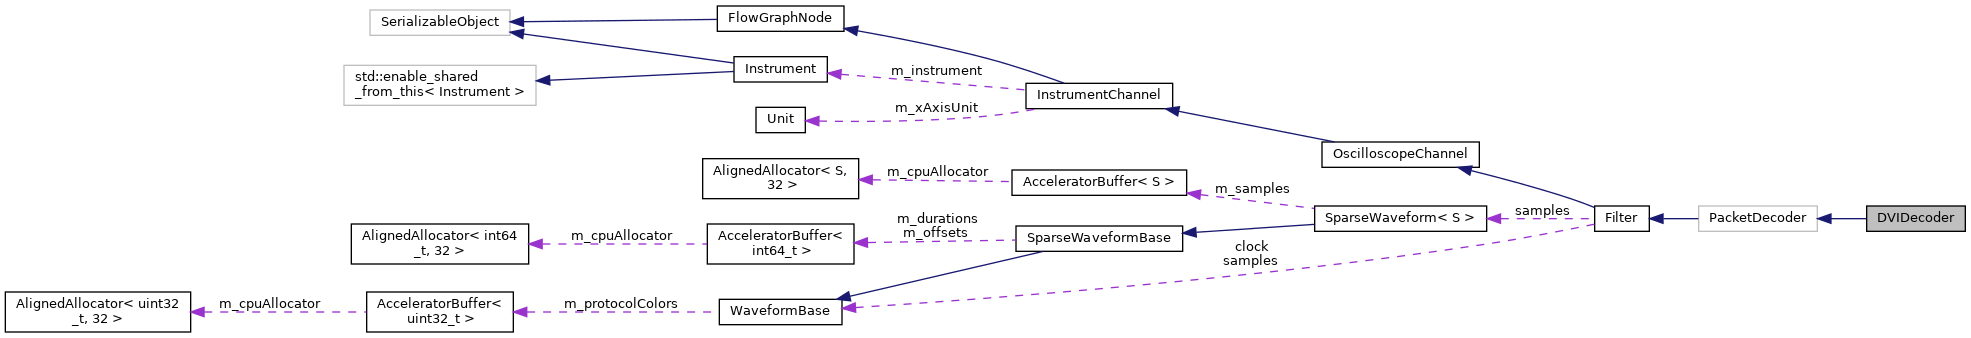 SerializableObject
FlowGraphNode
std::enable_shared
_from_this< Instrument >
Instrument
m_instrument
InstrumentChannel
m_xAxisUnit
Unit
OscilloscopeChannel
AlignedAllocator< S,
32 >
m_cpuAllocator
AcceleratorBuffer< S >
m_samples
SparseWaveform< S >
samples
Filter
PacketDecoder
DVIDecoder
AlignedAllocator< int64
_t, 32 >
m_cpuAllocator
AcceleratorBuffer<
int64_t >
m_durations
m_offsets
SparseWaveformBase
clock
samples
AlignedAllocator< uint32
_t, 32 >
m_cpuAllocator
AcceleratorBuffer<
uint32_t >
m_protocolColors
WaveformBase